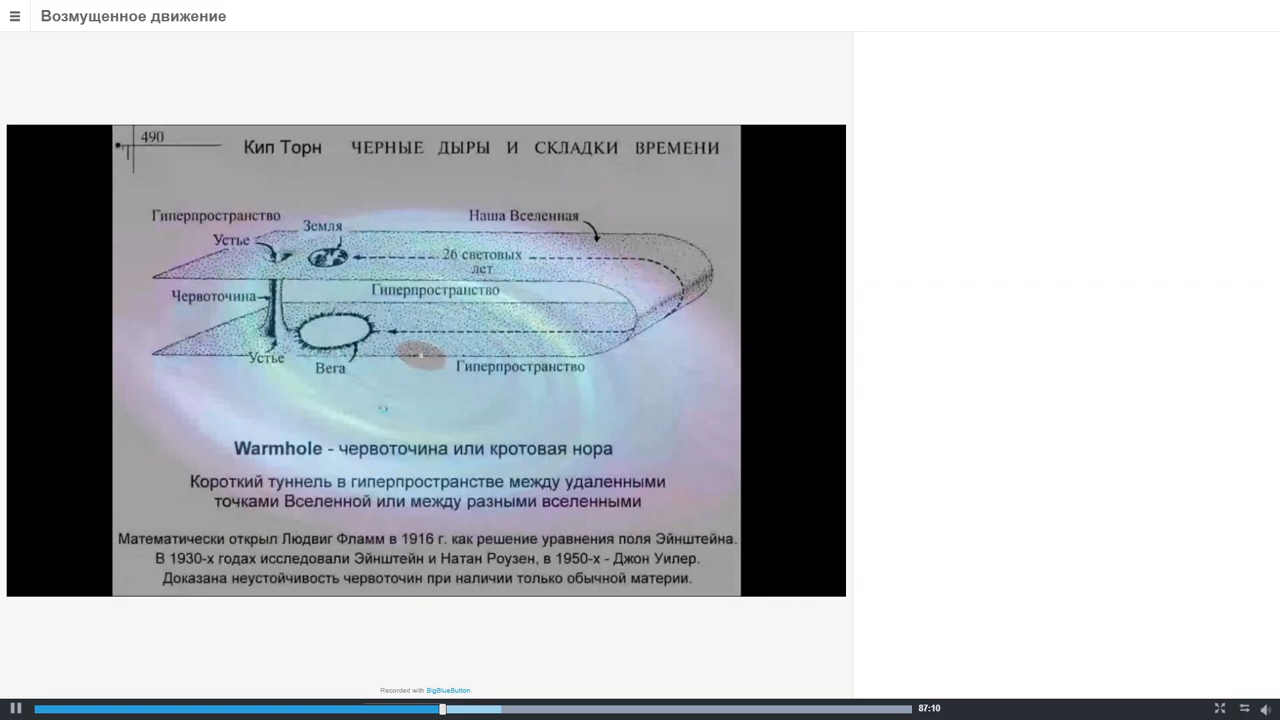 Возмущенное движение
490
Кип Торн ЧЕРНЫЕ ДЫРЫ И СКЛАДКИ ВРЕМЕНИ
Гиперпространство
Наша Вселенная
Земля
Устье
26 световых
лет
Червоточина
Гиперпространство
Устье
Вега
Гиперпространство
Warmhole - червоточина или кротовая нора
Короткий туннель в гиперпространстве между удаленными
точками Вселенной или между разными вселенными
Математически открыл Людвиг Фламм в 1916 г. как решение уравнения поля Эйнштейна.
В 1930-х годах исследовали Эйнштейн и Натан Роузен, в 1950-х - Джон Уилер.
Доказана неустойчивость червоточин при наличии только обычной материи.
Recorded with BigBlueButton.
87:10